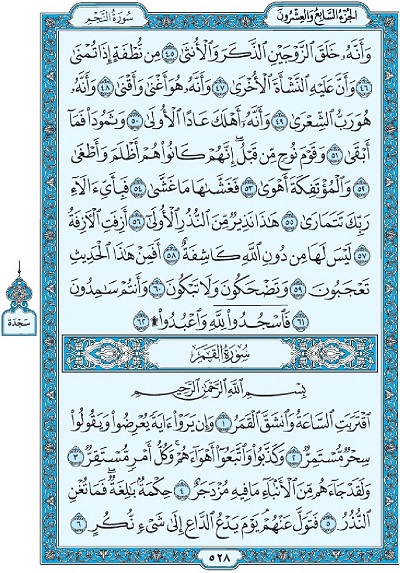 سُورَةُ النَّجْمِ
الجُزْءُ السَّابِعُ وَالعِشْرُونَ
وَأَنَّهُۥ خَلَقَ ٱلزَّوْجَيْنِ ٱلذَّكَرَ وَٱلْأُنثَىٰ ٤٥ مِن نُّطْفَةٍ إِذَا تُمْنَىٰ
٤٦ وَأَنَّ عَلَيْهِ ٱلنَّشْأَةَ ٱلْأُخْرَىٰ ٤٧ وَأَنَّهُۥ هُوَ أَغْنَىٰ وَأَقْنَىٰ ٤٨ وَأَنَّهُۥ
هُوَ رَبُّ ٱلشِّعْرَىٰ ٤٩ وَأَنَّهُۥٓ أَهْلَكَ عَادًا ٱلْأُولَىٰ ٥٠ وَثَمُودَا۟ فَمَآ
أَبْقَىٰ ٥١ وَقَوْمَ نُوحٍ مِّن قَبْلُ ۖ إِنَّهُمْ كَانُوا۟ هُمْ أَظْلَمَ وَأَطْغَىٰ
٥٢ وَٱلْمُؤْتَفِكَةَ أَهْوَىٰ ٥٣ فَغَشَّىٰهَا مَا غَشَّىٰ ٥٤ فَبِأَىِّ ءَالَآءِ
رَبِّكَ تَتَمَارَىٰ ٥٥ هَٰذَا نَذِيرٌ مِّنَ ٱلنُّذُرِ ٱلْأُولَىٰٓ ٥٦ أَزِفَتِ ٱلْءَازِفَةُ
٥٧ لَيْسَ لَهَا مِن دُونِ ٱللَّهِ كَاشِفَةٌ ٥٨ أَفَمِنْ هَٰذَا ٱلْحَدِيثِ
تَعْجَبُونَ ٥٩ وَتَضْحَكُونَ وَلَا تَبْكُونَ ٦٠ وَأَنتُمْ سَٰمِدُونَ
٦١ فَٱسْجُدُوا۟ لِلَّهِ وَٱعْبُدُوا۟ ۩ ٦٢
سَجْدَة
سُورَةُ القَمَرِ
بِسْمِ ٱللَّهِ ٱلرَّحْمَٰنِ ٱلرَّحِيمِ
ٱقْتَرَبَتِ ٱلسَّاعَةُ وَٱنشَقَّ ٱلْقَمَرُ ١ وَإِن يَرَوْا۟ ءَايَةً يُعْرِضُوا۟ وَيَقُولُوا۟
سِحْرٌ مُّسْتَمِرٌّ ٢ وَكَذَّبُوا۟ وَٱتَّبَعُوٓا۟ أَهْوَآءَهُمْ ۚ وَكُلُّ أَمْرٍ مُّسْتَقِرٌّ ٣
وَلَقَدْ جَآءَهُم مِّنَ ٱلْأَنۢبَآءِ مَا فِيهِ مُزْدَجَرٌ ٤ حِكْمَةٌۢ بَٰلِغَةٌ ۖ فَمَا تُغْنِ
ٱلنُّذُرُ ٥ فَتَوَلَّ عَنْهُمْ ۘ يَوْمَ يَدْعُ ٱلدَّاعِ إِلَىٰ شَىْءٍ نُّكُرٍ ٦
٥٢٨